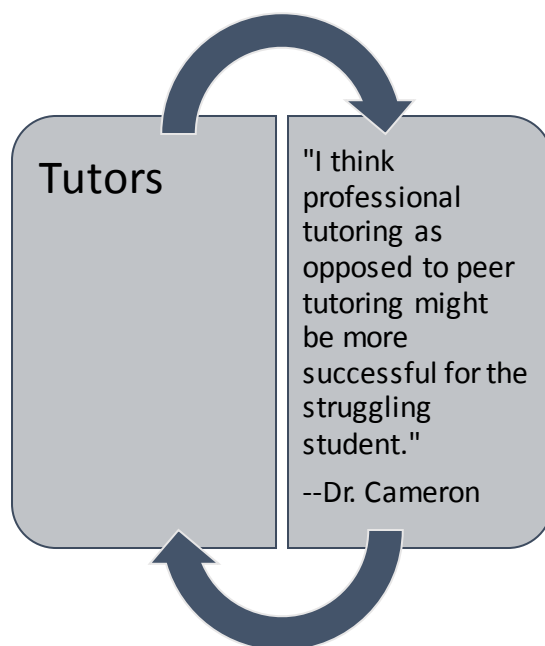 Tutors
"I think
professional
tutoring as
opposed to peer
tutoring might
be more
successful for the
struggling
student."
--Dr. Cameron